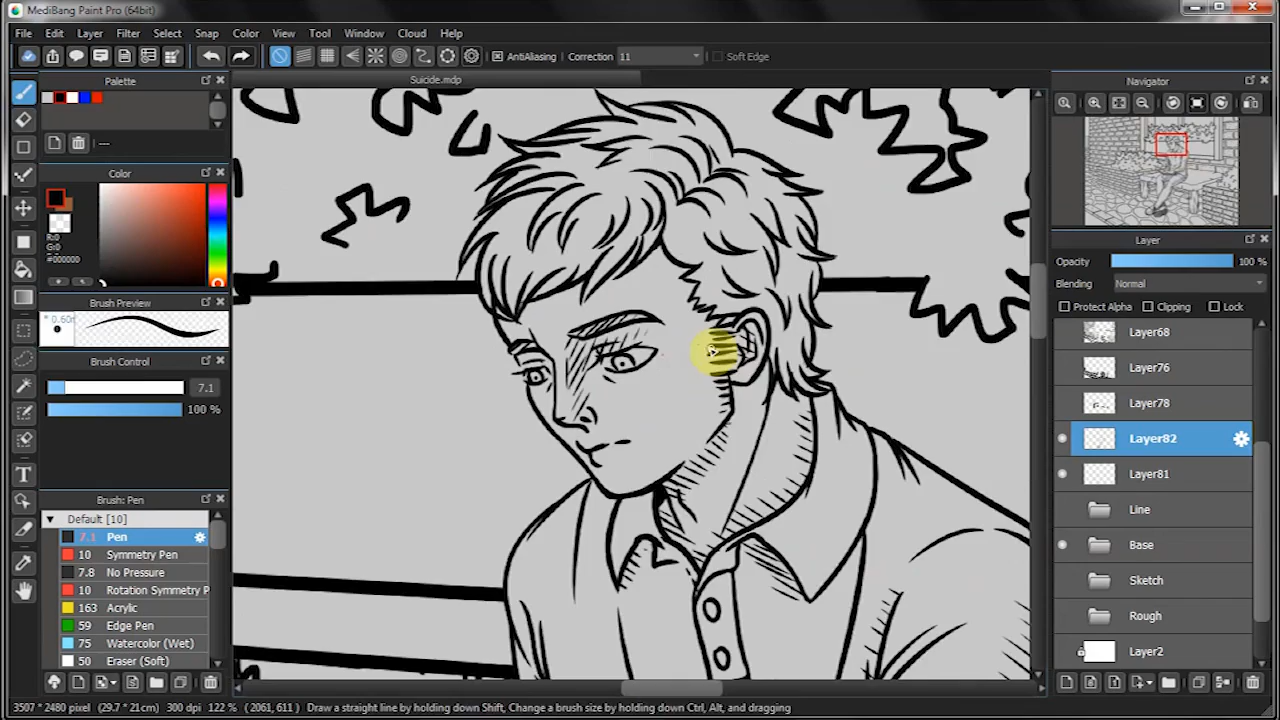 MediBang Paint Pro (64bit)
File Edit Layer Filter Select Snap Color View Tool Window Cloud Help
AntiAliasing Correction 11 Soft Edge
Palette
Suicide.mdp
Navigator
---
Color
R:0
G:0
B:0
#000000
Layer
Opacity 100 %
Blending Normal
Protect Alpha Clipping Lock
Brush Preview
Brush Control
7.1
100 %
Layer68
Layer76
Layer78
Layer82
Layer81
Line
Base
Sketch
Rough
Layer2
Brush: Pen
Default [10]
7.1 Pen
10 Symmetry Pen
7.8 No Pressure
10 Rotation Symmetry P
163 Acrylic
59 Edge Pen
75 Watercolor (Wet)
50 Eraser (Soft)
3507 * 2480 pixel (29.7 * 21cm) 300 dpi 122 % (2061, 611) Draw a straight line by holding down Shift, Change a brush size by holding down Ctrl, Alt, and dragging